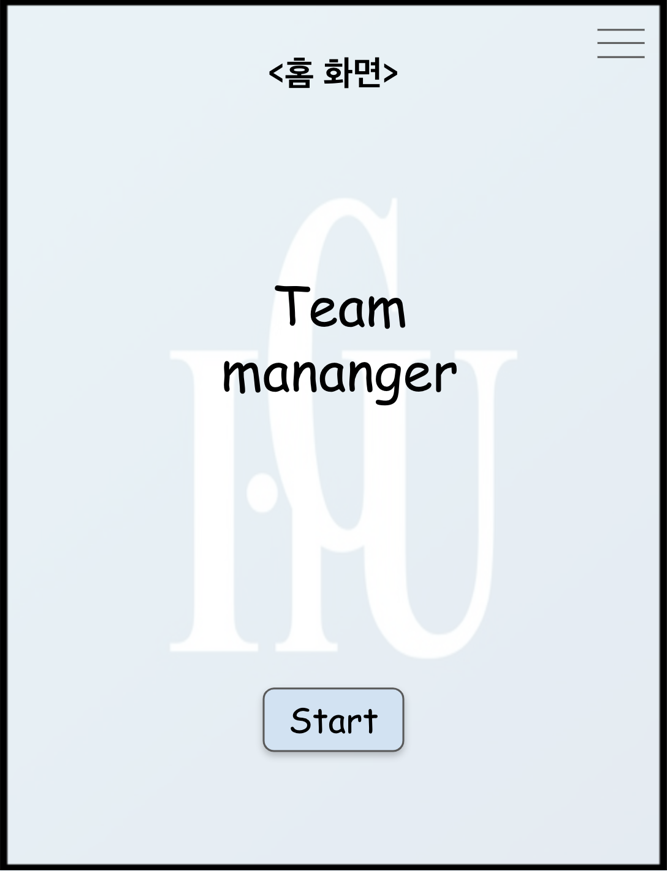 <홈 화면>
Team
mananger
Start